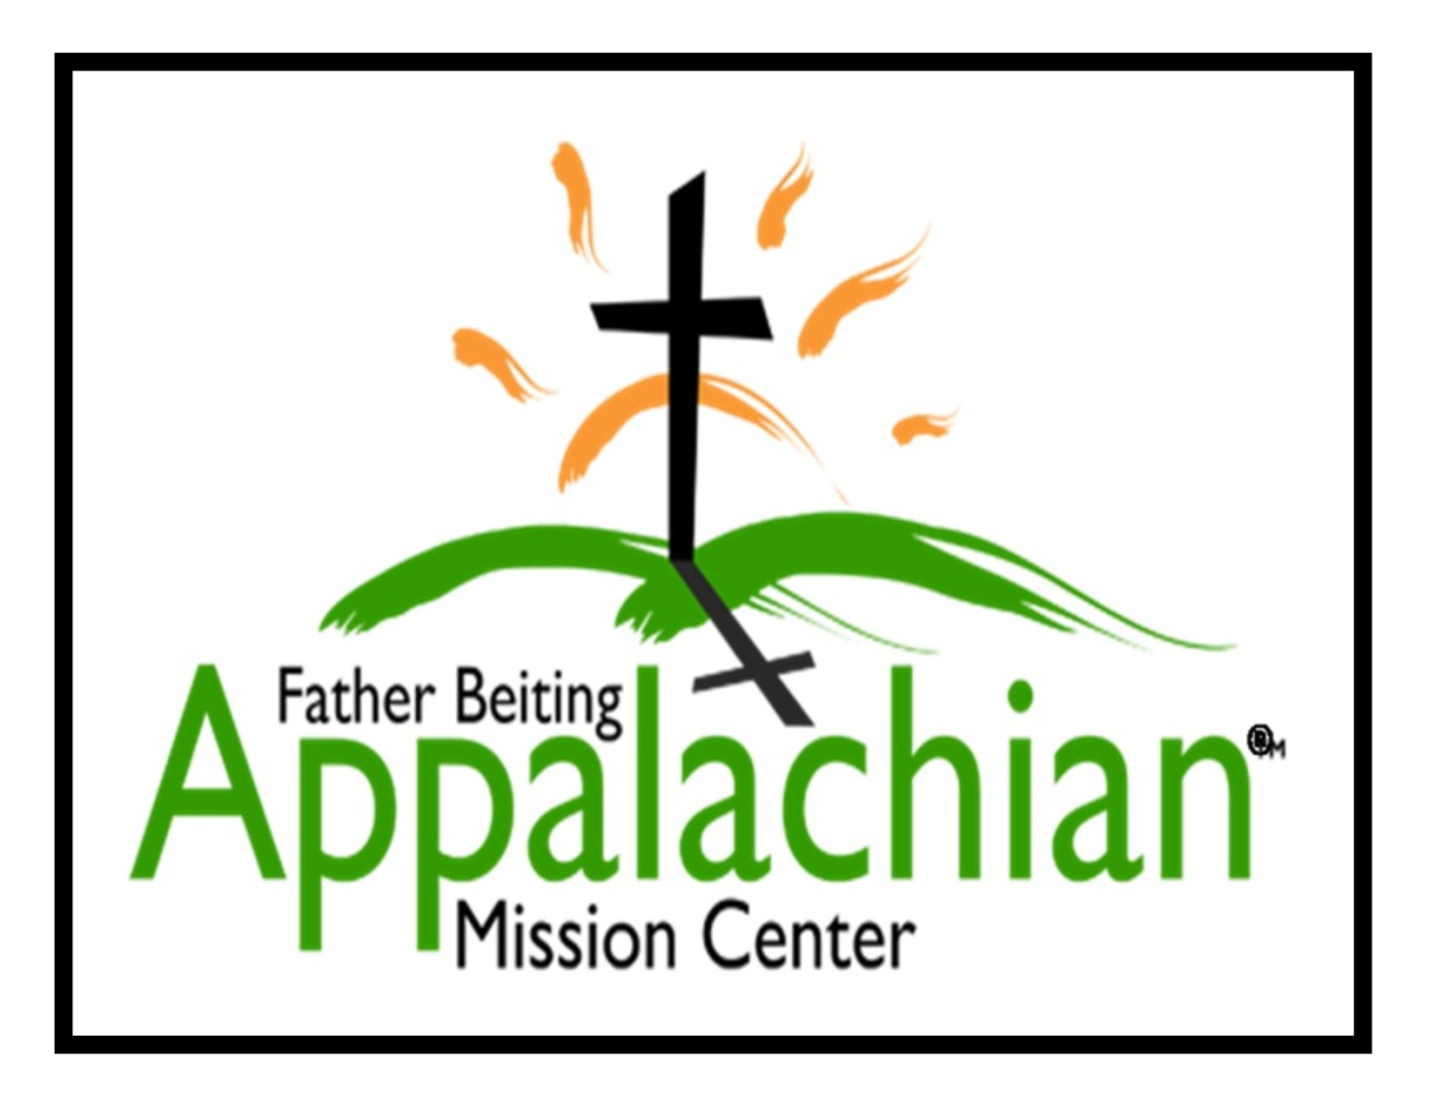 Father Beiting
Appalachian®
Mission Center